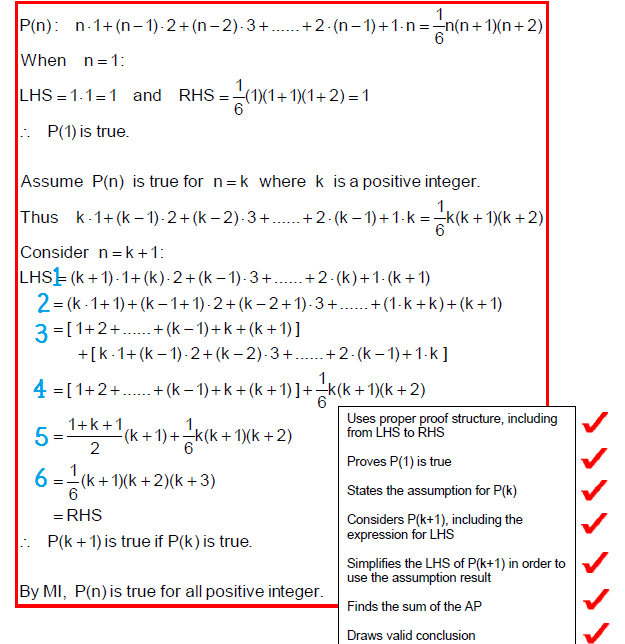 P(n): n·1+(n−1)·2+(n−2)·3+......+2·(n−1)+1·n=1/6n(n+1)(n+2)
When n=1:
LHS=1·1=1 and RHS=1/6(1)(1+1)(1+2)=1
∴ P(1) is true.
Assume P(n) is true for n=k where k is a positive integer.
Thus k·1+(k−1)·2+(k−2)·3+......+2·(k−1)+1·k=1/6k(k+1)(k+2)
Consider n=k+1:
LHS 1 =(k+1)·1+(k)·2+(k−1)·3+......+2·(k)+1·(k+1)
2 =(k·1+1)+(k−1+1)·2+(k−2+1)·3+......+(1·k+k)+(k+1)
3 =[1+2+......+(k−1)+k+(k+1)]
+[k·1+(k−1)·2+(k−2)·3+......+2·(k−1)+1·k]
4 =[1+2+......+(k−1)+k+(k+1)]+1/6k(k+1)(k+2)
5 =1+k+1/2(k+1)+1/6k(k+1)(k+2)
6 =1/6(k+1)(k+2)(k+3)
=RHS
∴ P(k+1) is true if P(k) is true.
By MI, P(n) is true for all positive integer.
Uses proper proof structure, including
from LHS to RHS
Proves P(1) is true
States the assumption for P(k)
Considers P(k+1), including the
expression for LHS
Simplifies the LHS of P(k+1) in order to
use the assumption result
Finds the sum of the AP
Draws valid conclusion